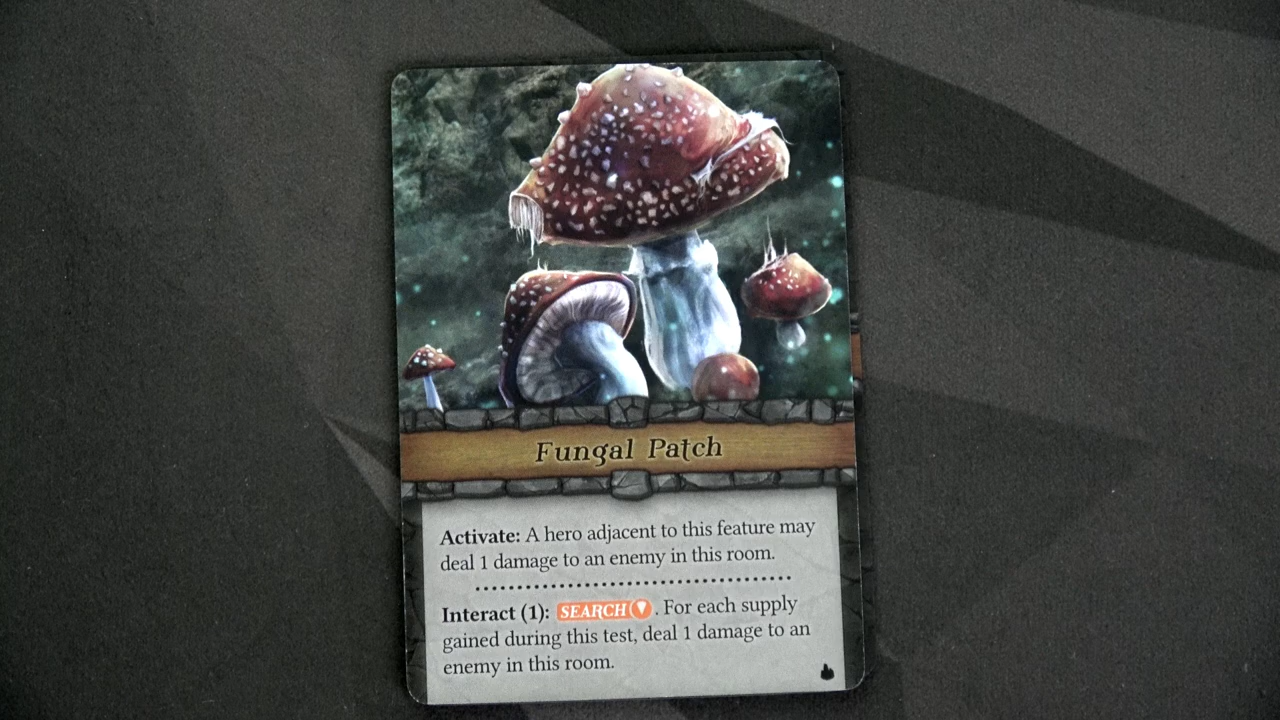 Fungal Patch
Activate: A hero adjacent to this feature may
deal 1 damage to an enemy in this room.
Interact (1): SEARCH. For each supply
gained during this test, deal 1 damage to an
enemy in this room.